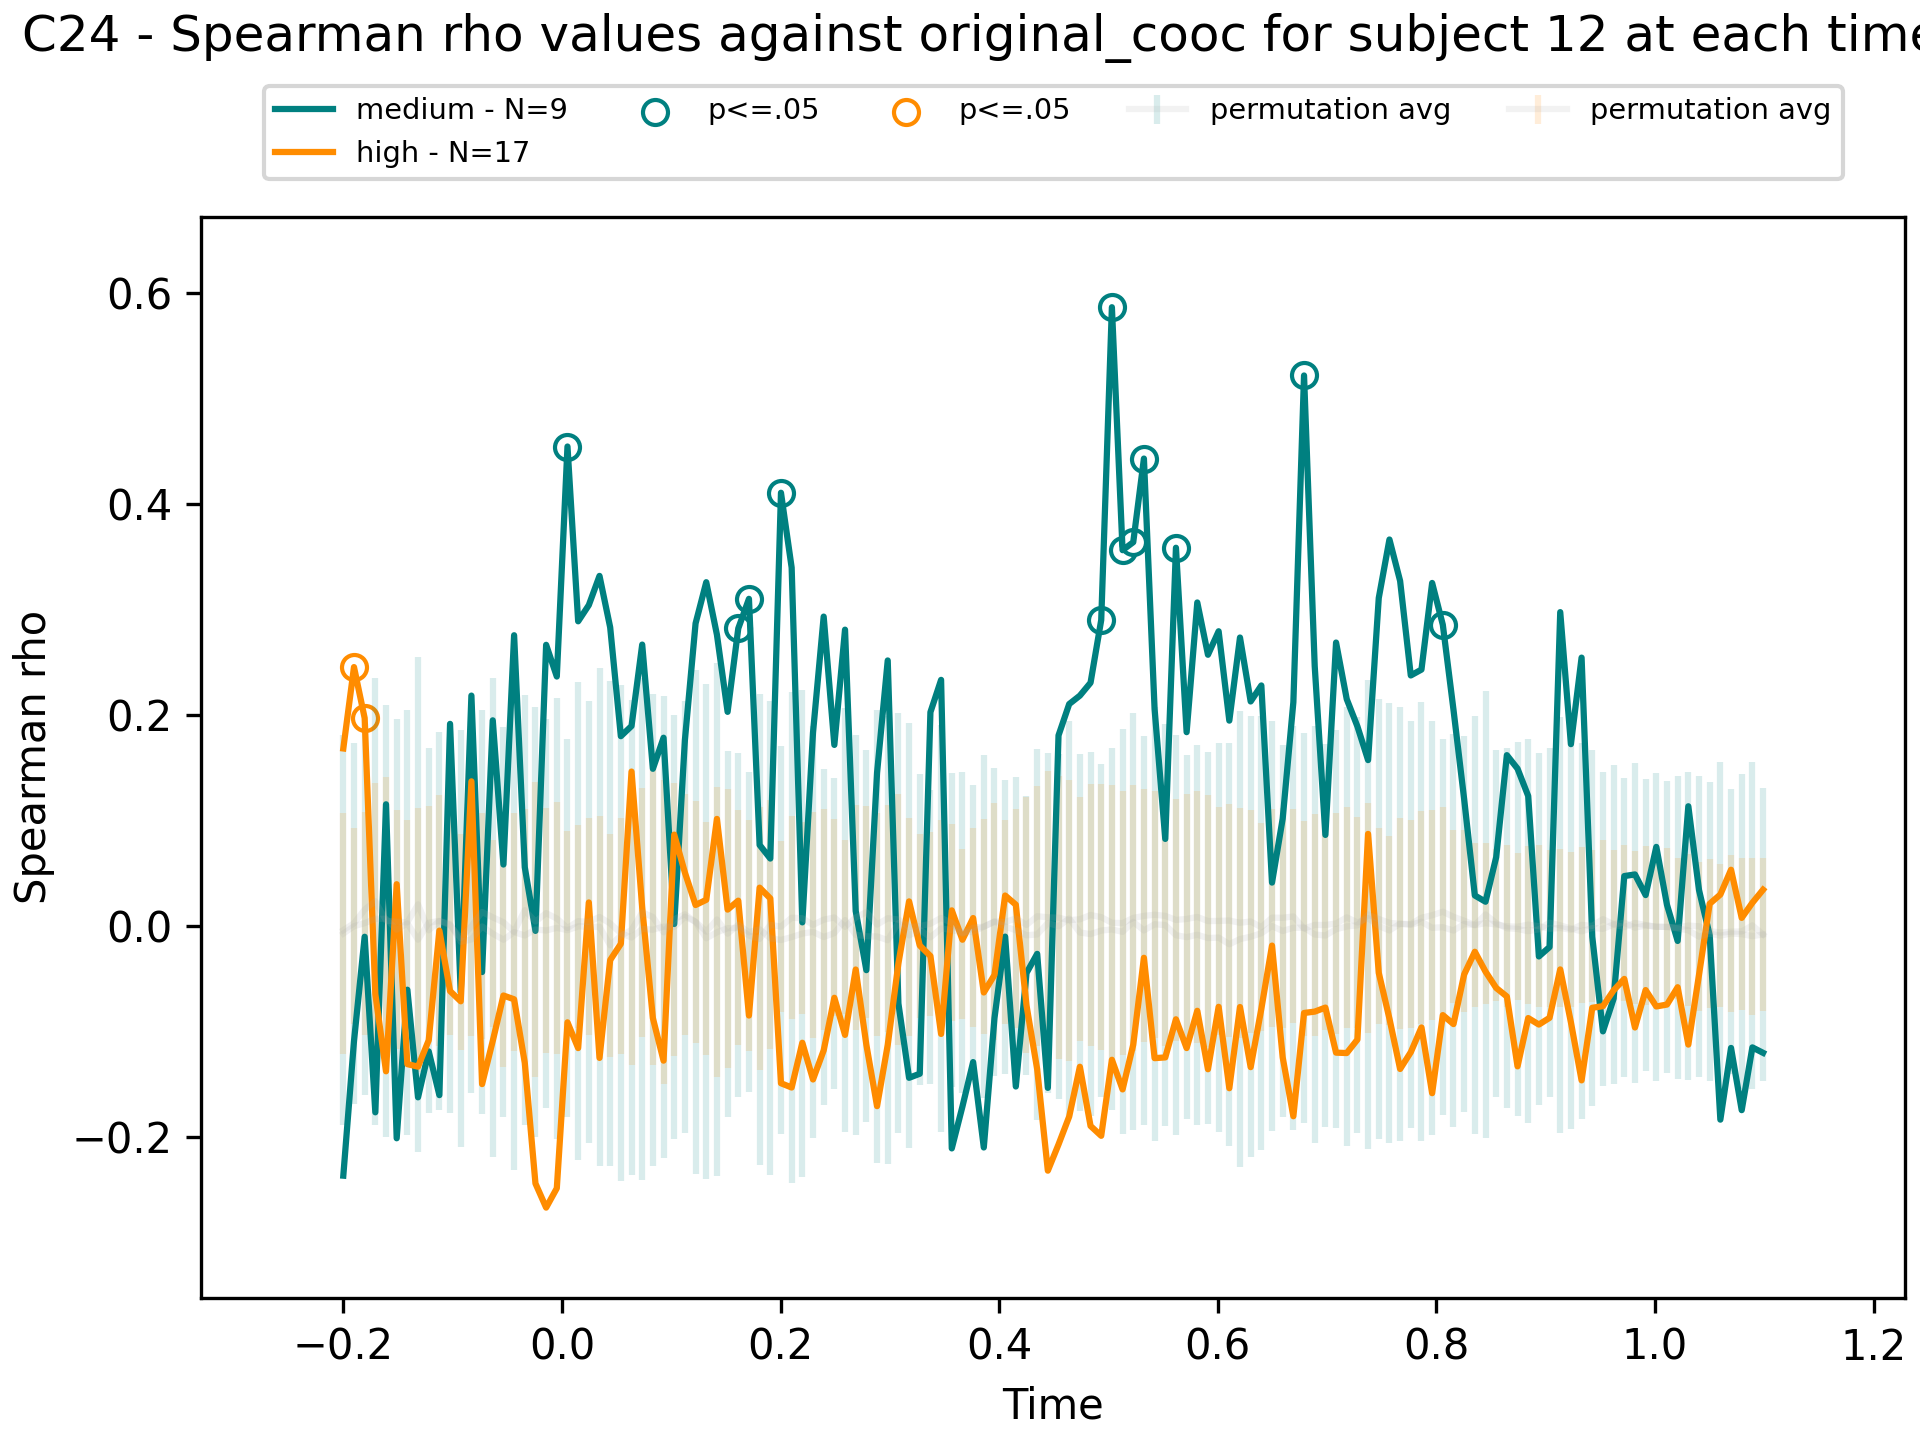 C24 - Spearman rho values against original_cooc for subject 12 at each time
medium - N=9
high - N=17
p<=.05
p<=.05
permutation avg
permutation avg
Spearman rho
0.6
0.4
0.2
0.0
−0.2
−0.2
0.0
0.2
0.4
0.6
0.8
1.0
1.2
Time